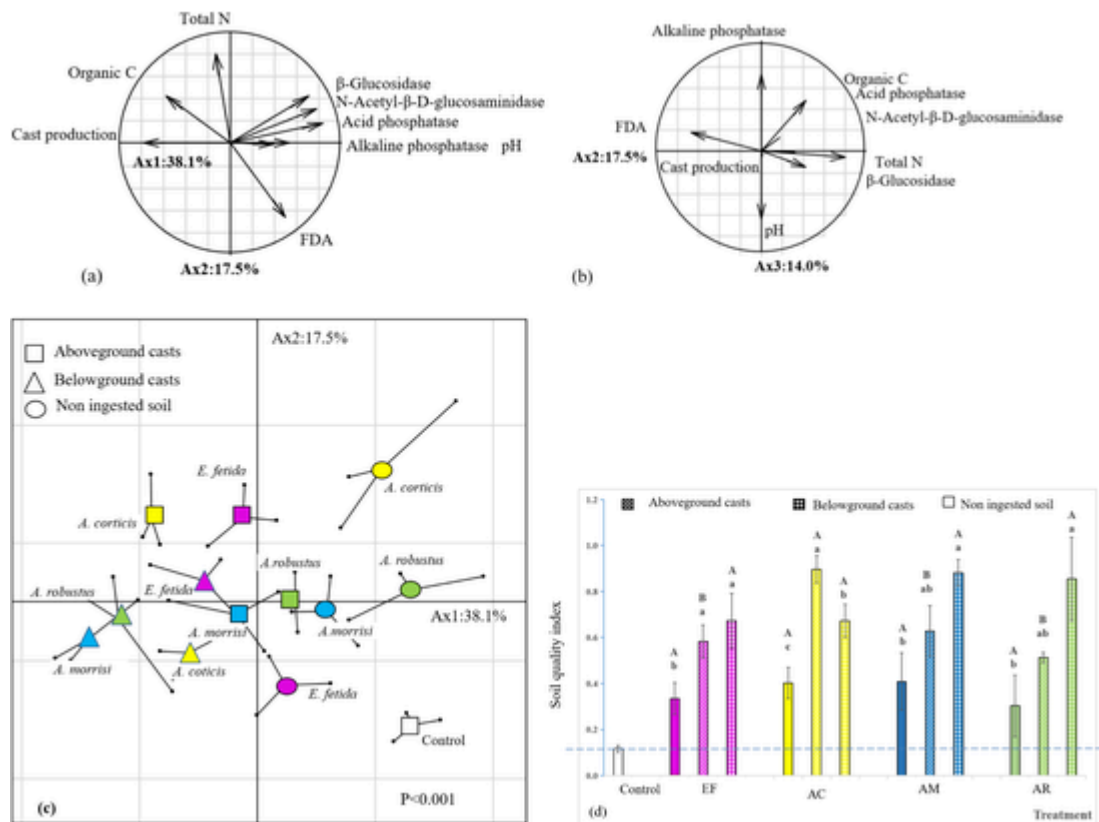 Total N
Organic C
β-Glucosidase
N-Acetyl-β-D-glucosaminidase
Cast production
Acid phosphatase
Ax1:38.1%
Alkaline phosphatase pH
FDA
Ax2:17.5%
(a)
Alkaline phosphatase
Organic C
Acid phosphatase
FDA
N-Acetyl-β-D-glucosaminidase
Ax2:17.5%
Cast production
Total N
β-Glucosidase
pH
Ax3:14.0%
(b)
Ax2:17.5%
Aboveground casts
Belowground casts
Non ingested soil
E. fetida
A. corticis
A. corticis
A.robustus
A. robustus
A. robustus
E. fetida
Ax1:38.1%
A. morrisi
A.morrisi
A. morrisi
A. coticis
E. fetida
Control
(c)
P<0.001
Aboveground casts
Belowground casts
Non ingested soil
Soil quality index
1.2
1.0
0.8
0.6
0.4
0.2
0.0
A
b
B
a
A
a
A
c
A
a
A
b
A
b
B
ab
A
a
A
b
B
ab
A
a
Control
EF
AC
AM
AR
(d)
Treatment